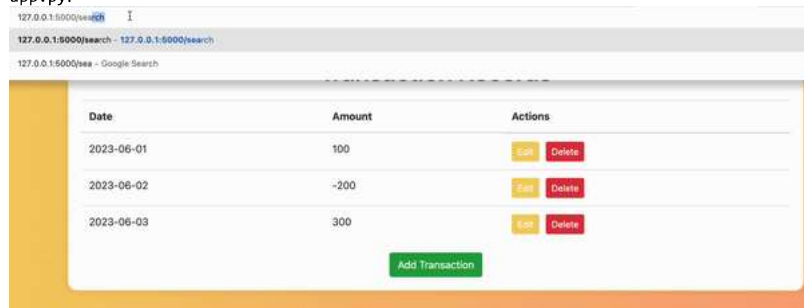 app.py.
127.0.0.1:5000/search
127.0.0.1:5000/search - 127.0.0.1:5000/search
127.0.0.1:5000/sea - Google Search
Transaction Records
Date Amount Actions
2023-06-01 100 Edit Delete
2023-06-02 -200 Edit Delete
2023-06-03 300 Edit Delete
Add Transaction